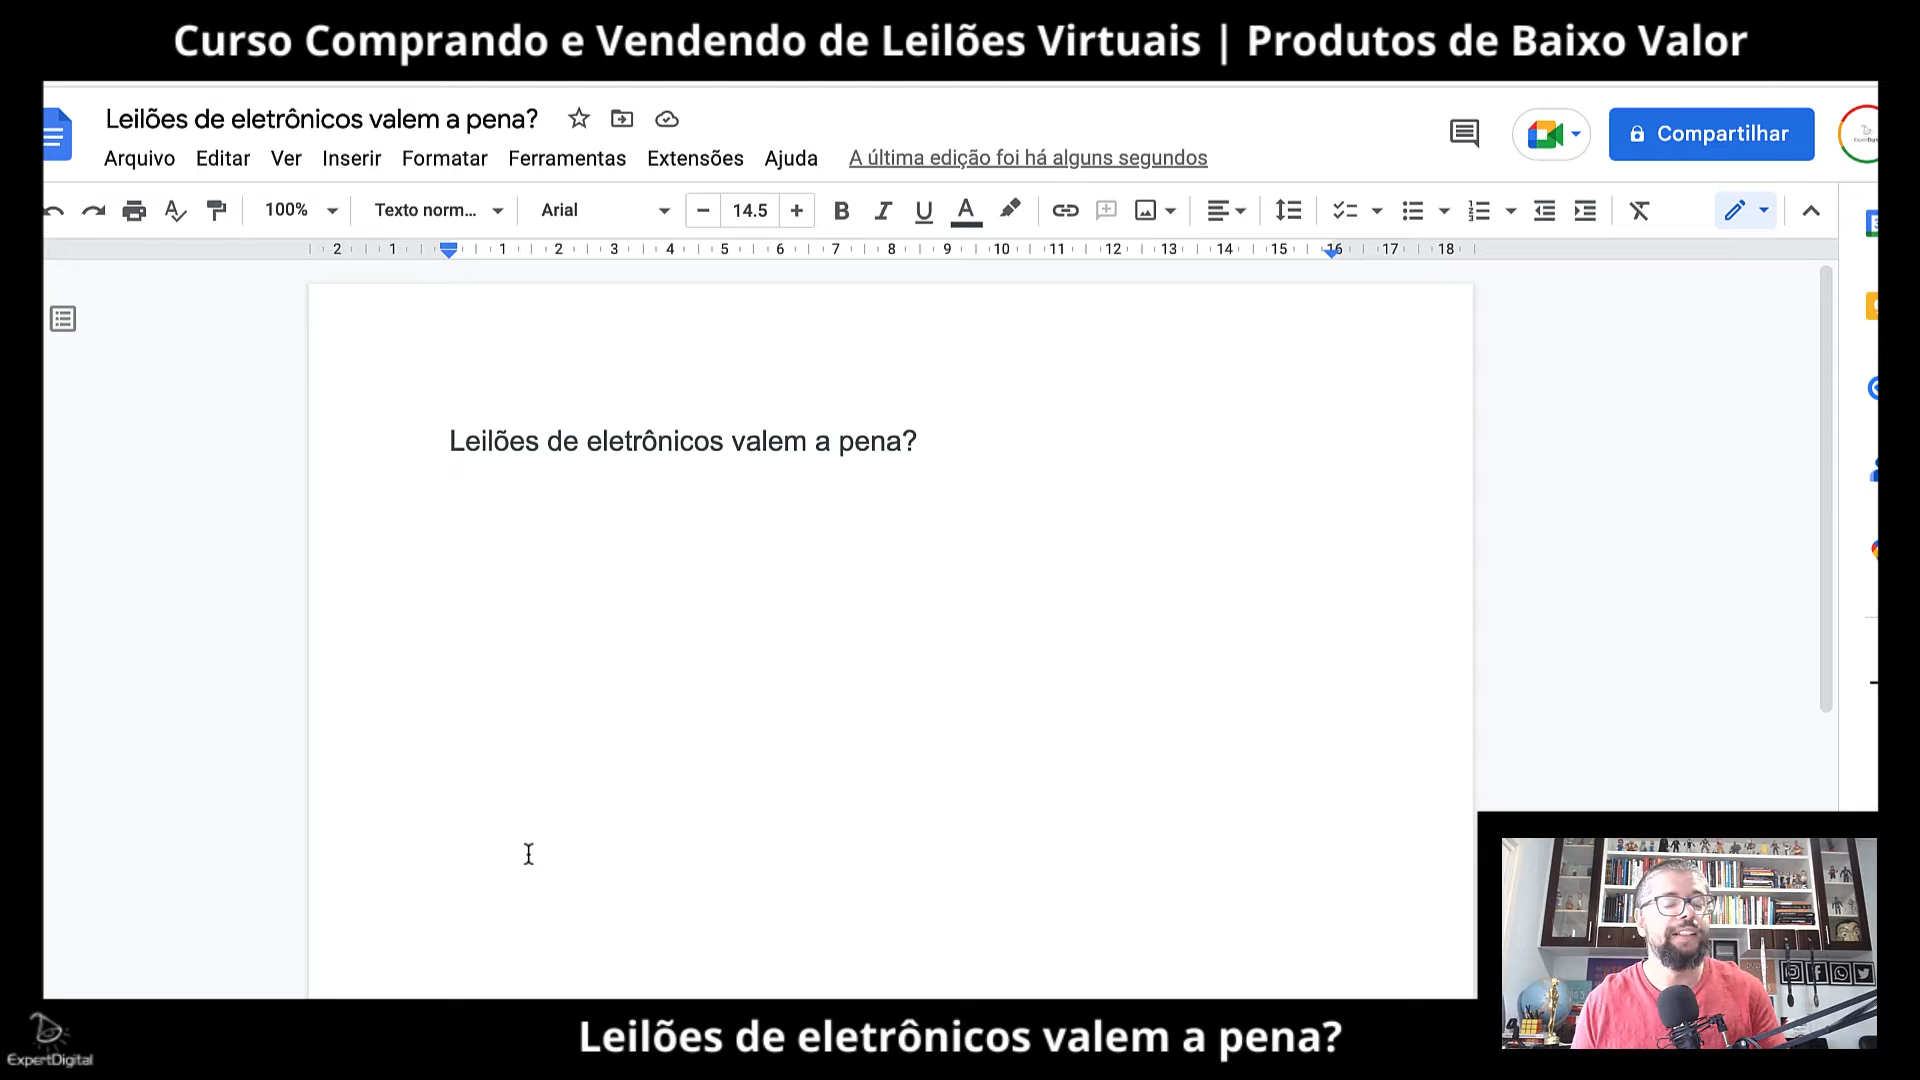 Curso Comprando e Vendendo de Leilões Virtuais | Produtos de Baixo Valor
Leilões de eletrônicos valem a pena?
Arquivo Editar Ver Inserir Formatar Ferramentas Extensões Ajuda A última edição foi há alguns segundos
Compartilhar
100% Texto norm... Arial 14.5
2 1 1 2 3 4 5 6 7 8 9 10 11 12 13 14 15 16 17 18
Leilões de eletrônicos valem a pena?
ExpertDigital
Leilões de eletrônicos valem a pena?